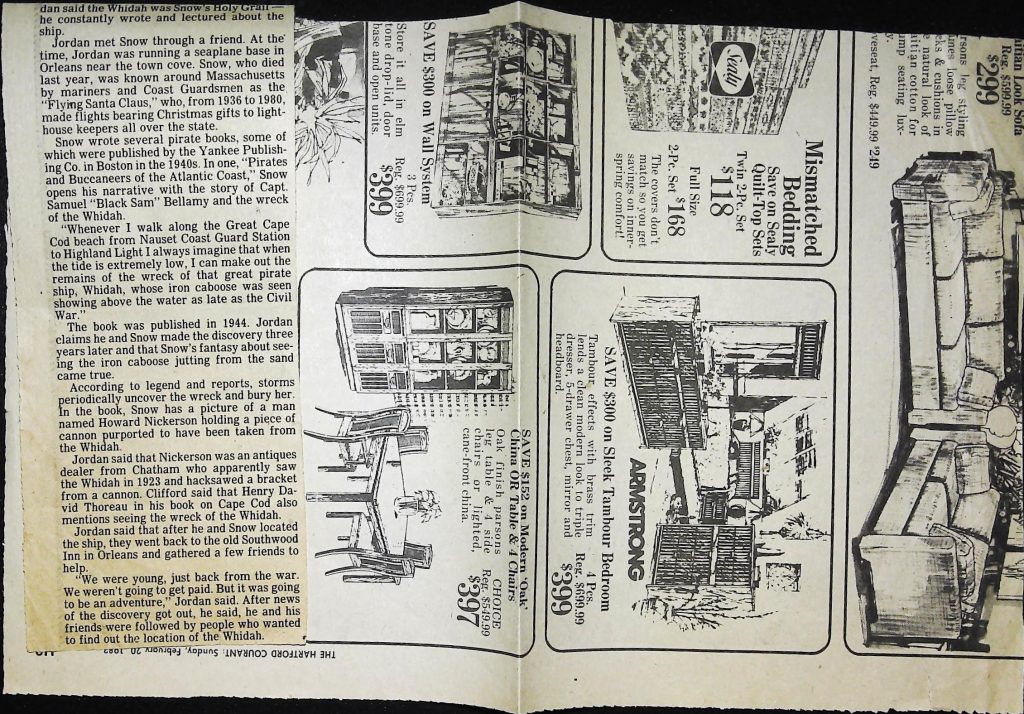 dan said the Whidah was Snow's Holy Grail —
he constantly wrote and lectured about the
ship.
Jordan met Snow through a friend. At the
time, Jordan was running a seaplane base in
Orleans near the town cove. Snow, who died
last year, was known around Massachusetts
by mariners and Coast Guardsmen as the
"Flying Santa Claus," who, from 1936 to 1980,
made flights bearing Christmas gifts to light-
house keepers all over the state.
Snow wrote several pirate books, some of
which were published by the Yankee Publish-
ing Co. in Boston in the 1940s. In one, "Pirates
and Buccaneers of the Atlantic Coast," Snow
opens his narrative with the story of Capt.
Samuel "Black Sam" Bellamy and the wreck
of the Whidah.
"Whenever I walk along the Great Cape
Cod beach from Nauset Coast Guard Station
to Highland Light I always imagine that when
the tide is extremely low, I can make out the
remains of the wreck of that great pirate
ship, Whidah, whose iron caboose was seen
showing above the water as late as the Civil
War."
The book was published in 1944. Jordan
claims he and Snow made the discovery three
years later and that Snow's fantasy about see-
ing the iron caboose jutting from the sand
came true.
According to legend and reports, storms
periodically uncover the wreck and bury her.
In the book, Snow has a picture of a man
named Howard Nickerson holding a piece of
cannon purported to have been taken from
the Whidah.
Jordan said that Nickerson was an antiques
dealer from Chatham who apparently saw
the Whidah in 1923 and hacksawed a bracket
from a cannon. Clifford said that Henry Da-
vid Thoreau in his book on Cape Cod also
mentions seeing the wreck of the Whidah.
Jordan said that after he and Snow located
the ship, they went back to the old Southwood
Inn in Orleans and gathered a few friends to
help.
"We were young, just back from the war.
We weren't going to get paid. But it was going
to be an adventure," Jordan said. After news
of the discovery got out, he said, he and his
friends were followed by people who wanted
to find out the location of the Whidah.
SAVE $300 on Wall System
Store it all in elm &
tone drop-lid, door
base and open units.
3 Pcs.
Reg. $699.99
$399
Sealy
Mismatched
Bedding
Save on Sealy
Quilt-Top Sets
Twin 2-Pc. Set
$118
Full Size
2-Pc. Set $168
The covers don't
match so you get
savings on inner-
spring comfort!
Look Sofa
Reg. $599.99
$299
leg styling
loose pillow
& cushions in
natural look of
cotton for
seating lux-
Reg. $449.99 $249
SAVE $152 on Modern 'Oak'
China OR Table & 4 Chairs
Oak finish parsons
leg table & 4 side
chairs or lighted,
cane-front china.
CHOICE
Reg. $549.99
$397
SAVE $300 on Sleek Tambour Bedroom
Tambour effects with brass trim
lends a clean modern look to triple
dresser, 5-drawer chest, mirror and
headboard.
4 Pcs.
Reg. $699.99
$399
ARMSTRONG
THE HARTFORD COURANT: Sunday, February 20, 1983